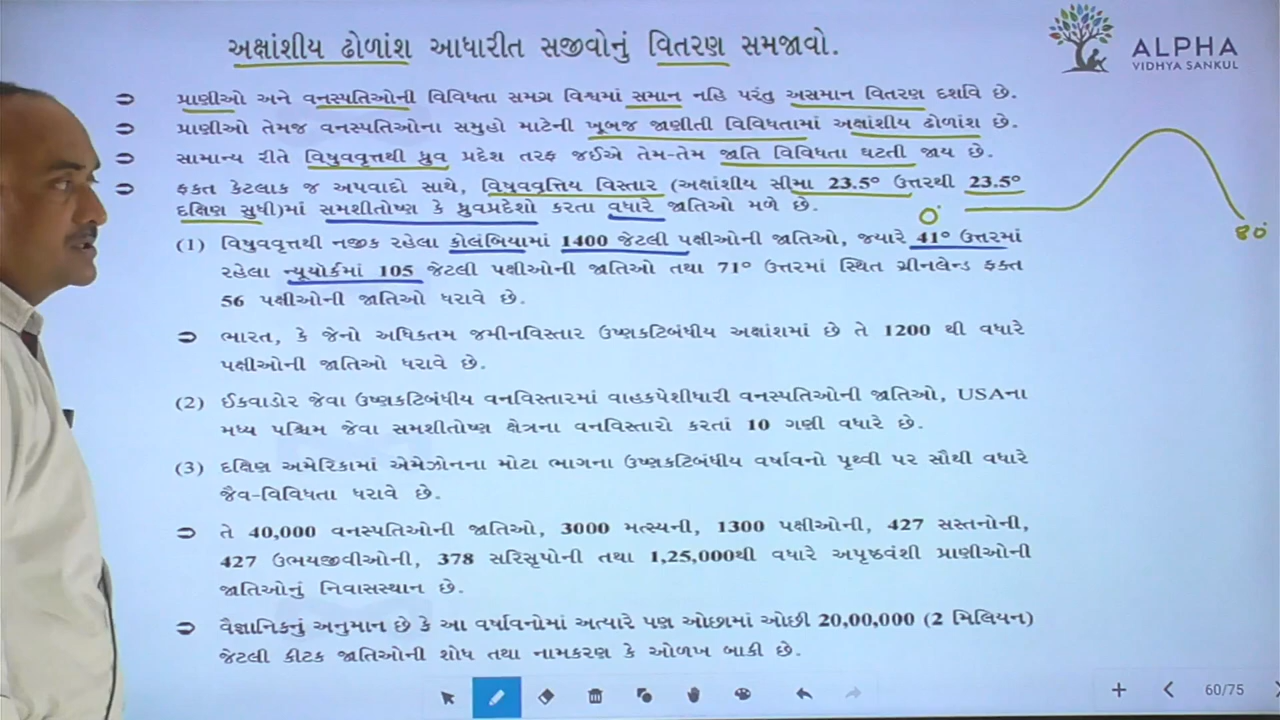 અક્ષાંશીય ઢોળાંશ આધારીત સજીવોનું વિતરણ સમજાવો.
ALPHA
VIDHYA SANKUL
⊃ પ્રાણીઓ અને વનસ્પતિઓની વિવિધતા સમગ્ર વિશ્વમાં સમાન નહિ પરંતુ અસમાન વિતરણ દર્શાવે છે.
⊃ પ્રાણીઓ તેમજ વનસ્પતિઓના સમુહો માટેની ખૂબજ જાણીતી વિવિધતામાં અક્ષાંશીય ઢોળાંશ છે.
⊃ સામાન્ય રીતે વિષુવવૃત્તથી ધ્રુવ પ્રદેશ તરફ જઈએ તેમ-તેમ જાતિ વિવિધતા ઘટતી જાય છે.
⊃ ફકત કેટલાક જ અપવાદો સાથે, વિષુવવૃત્તિય વિસ્તાર (અક્ષાંશીય સીમા 23.5° ઉત્તરથી 23.5°
દક્ષિણ સુધી)માં સમશીતોષ્ણ કે ધ્રુવપ્રદેશો કરતા વધારે જાતિઓ મળે છે.
0°
80°
(1) વિષુવવૃત્તથી નજીક રહેલા કોલંબિયામાં 1400 જેટલી પક્ષીઓની જાતિઓ, જ્યારે 41° ઉત્તરમાં
રહેલા ન્યૂયોર્કમાં 105 જેટલી પક્ષીઓની જાતિઓ તથા 71° ઉત્તરમાં સ્થિત ગ્રીનલેન્ડ ફકત
56 પક્ષીઓની જાતિઓ ધરાવે છે.
⊃ ભારત, કે જેનો અધિકતમ જમીનવિસ્તાર ઉષ્ણકટિબંધીય અક્ષાંશમાં છે તે 1200 થી વધારે
પક્ષીઓની જાતિઓ ધરાવે છે.
(2) ઈકવાડોર જેવા ઉષ્ણકટિબંધીય વનવિસ્તારમાં વાહકપેશીધારી વનસ્પતિઓની જાતિઓ, USAના
મધ્ય પશ્ચિમ જેવા સમશીતોષ્ણ ક્ષેત્રના વનવિસ્તારો કરતાં 10 ગણી વધારે છે.
(3) દક્ષિણ અમેરિકામાં એમેઝોનના મોટા ભાગના ઉષ્ણકટિબંધીય વર્ષાવનો પૃથ્વી પર સૌથી વધારે
જૈવ-વિવિધતા ધરાવે છે.
⊃ તે 40,000 વનસ્પતિઓની જાતિઓ, 3000 મત્સ્યની, 1300 પક્ષીઓની, 427 સસ્તનોની,
427 ઉભયજીવીઓની, 378 સરિસૃપોની તથા 1,25,000થી વધારે અપૃષ્ઠવંશી પ્રાણીઓની
જાતિઓનું નિવાસસ્થાન છે.
⊃ વૈજ્ઞાનિકનું અનુમાન છે કે આ વર્ષાવનોમાં અત્યારે પણ ઓછામાં ઓછી 20,00,000 (2 મિલિયન)
જેટલી કીટક જાતિઓની શોધ તથા નામકરણ કે ઓળખ બાકી છે.
60/75